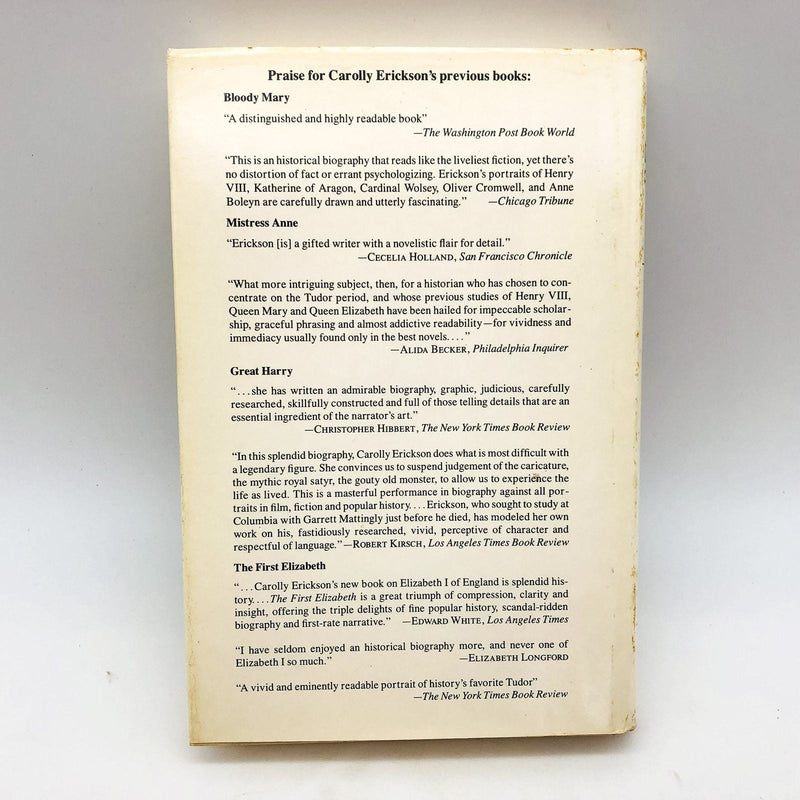 Praise for Carolly Erickson's previous books:
Bloody Mary
“A distinguished and highly readable book”
—The Washington Post Book World
“This is an historical biography that reads like the liveliest fiction, yet there's
no distortion of fact or errant psychologizing. Erickson's portraits of Henry
VIII, Katherine of Aragon, Cardinal Wolsey, Oliver Cromwell, and Anne
Boleyn are carefully drawn and utterly fascinating.” —Chicago Tribune
Mistress Anne
“Erickson [is] a gifted writer with a novelistic flair for detail.”
—CECELIA HOLLAND, San Francisco Chronicle
“What more intriguing subject, then, for a historian who has chosen to con-
centrate on the Tudor period, and whose previous studies of Henry VIII,
Queen Mary and Queen Elizabeth have been hailed for impeccable scholar-
ship, graceful phrasing and almost addictive readability—for vividness and
immediacy usually found only in the best novels....”
—ALIDA BECKER, Philadelphia Inquirer
Great Harry
“...she has written an admirable biography, graphic, judicious, carefully
researched, skillfully constructed and full of those telling details that are an
essential ingredient of the narrator's art.”
—CHRISTOPHER HIBBERT, The New York Times Book Review
“In this splendid biography, Carolly Erickson does what is most difficult with
a legendary figure. She convinces us to suspend judgement of the caricature,
the mythic royal satyr, the gouty old monster, to allow us to experience the
life as lived. This is a masterful performance in biography against all por-
traits in film, fiction and popular history....Erickson, who sought to study at
Columbia with Garrett Mattingly just before he died, has modeled her own
work on his, fastidiously researched, vivid, perceptive of character and
respectful of language.”—ROBERT KIRSCH, Los Angeles Times Book Review
The First Elizabeth
“...Carolly Erickson's new book on Elizabeth I of England is splendid his-
tory....The First Elizabeth is a great triumph of compression, clarity and
insight, offering the triple delights of fine popular history, scandal-ridden
biography and first-rate narrative.” —EDWARD WHITE, Los Angeles Times
“I have seldom enjoyed an historical biography more, and never one of
Elizabeth I so much.” —ELIZABETH LONGFORD
“A vivid and eminently readable portrait of history's favorite Tudor”
—The New York Times Book Review